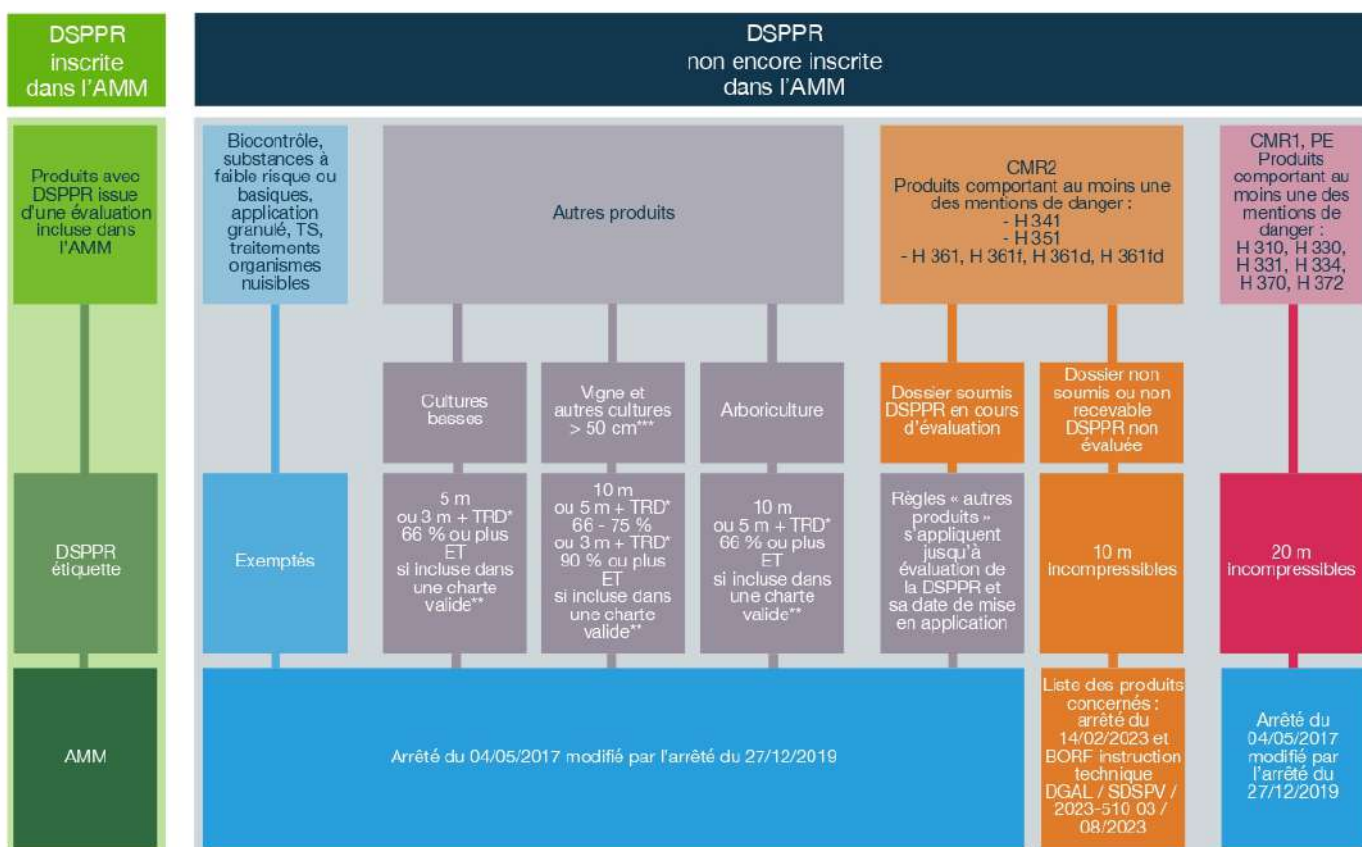 DSPPR
inscrite
dans l'AMM
DSPPR
non encore inscrite
dans l'AMM
Produits avec
DSPPR issue
d'une évaluation
incluse dans
l'AMM
Biocontrôle,
substances à
faible risque ou
basiques,
application
granulé, TS,
traitements
organismes
nuisibles
Autres produits
CMR2
Produits comportant au moins une
des mentions de danger :
- H 341
- H 351
- H 361, H 361f, H 361d, H 361fd
CMR1, PE
Produits
comportant au
moins une des
mentions de
danger :
H 310, H 330,
H 331, H 334,
H 370, H 372
Cultures
basses
Vigne et
autres cultures
> 50 cm***
Arboriculture
Dossier soumis
DSPPR en cours
d'évaluation
Dossier non
soumis ou non
recevable
DSPPR non
évaluée
DSPPR
étiquette
Exemptés
5 m
ou 3 m + TRD*
66 % ou plus
ET
si incluse dans
une charte
valide**
10 m
ou 5 m + TRD*
66 - 75 %
ou 3 m + TRD*
90 % ou plus
ET
si incluse dans
une charte
valide**
10 m
ou 5 m + TRD*
66 % ou plus
ET
si incluse dans
une charte
valide**
Règles « autres
produits »
s'appliquent
jusqu'à
évaluation de
la DSPPR et
sa date de mise
en application
10 m
incompressibles
20 m
incompressibles
AMM
Arrêté du 04/05/2017 modifié par l'arrêté du 27/12/2019
Liste des produits
concernés :
arrêté du
14/02/2023 et
BORF instruction
technique
DGAL / SDSPV /
2023-510 03 /
08/2023
Arrêté du
04/05/2017
modifié par
l'arrêté du
27/12/2019